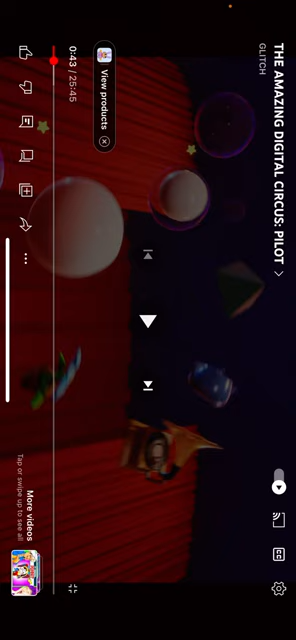 THE AMAZING DIGITAL CIRCUS: PILOT
GLITCH
CC
View products
0:43 / 25:45
More videos
Tap or swipe up to see all